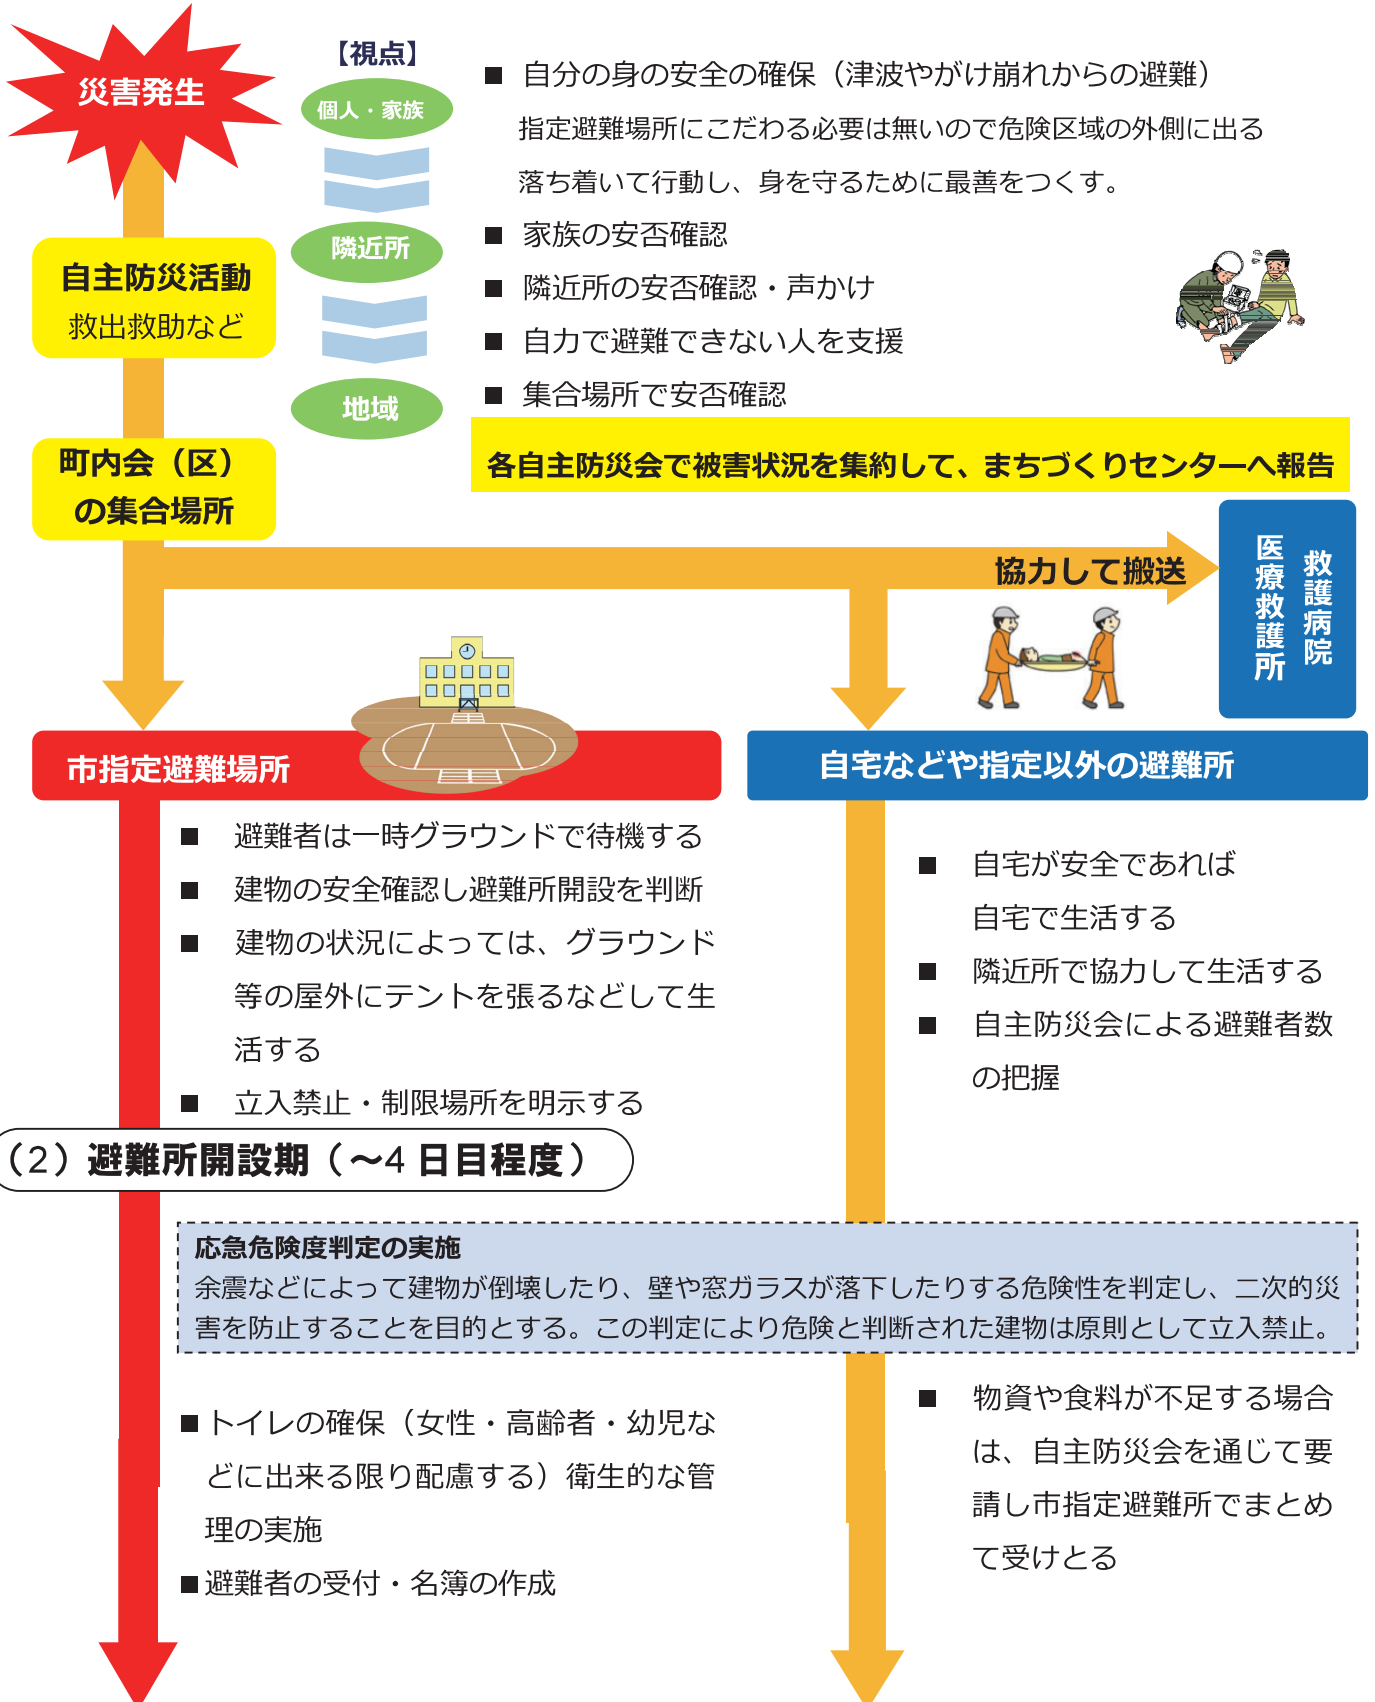 災害発生
【視点】
個人・家族
隣近所
地域
■ 自分の身の安全の確保（津波やがけ崩れからの避難）
指定避難場所にこだわる必要は無いので危険区域の外側に出る
落ち着いて行動し、身を守るために最善をつくす。
■ 家族の安否確認
■ 隣近所の安否確認・声かけ
■ 自力で避難できない人を支援
■ 集合場所で安否確認
自主防災活動
救出救助など
町内会（区）
の集合場所
各自主防災会で被害状況を集約して、まちづくりセンターへ報告
協力して搬送
救護病院
医療救護所
市指定避難場所
■ 避難者は一時グラウンドで待機する
■ 建物の安全確認し避難所開設を判断
■ 建物の状況によっては、グラウンド
等の屋外にテントを張るなどして生
活する
■ 立入禁止・制限場所を明示する
自宅などや指定以外の避難所
■ 自宅が安全であれば
自宅で生活する
■ 隣近所で協力して生活する
■ 自主防災会による避難者数
の把握
（2）避難所開設期（～4 日目程度）
応急危険度判定の実施
余震などによって建物が倒壊したり、壁や窓ガラスが落下したりする危険性を判定し、二次的災
害を防止することを目的とする。この判定により危険と判断された建物は原則として立入禁止。
■トイレの確保（女性・高齢者・幼児な
どに出来る限り配慮する）衛生的な管
理の実施
■避難者の受付・名簿の作成
■ 物資や食料が不足する場合
は、自主防災会を通じて要
請し市指定避難所でまとめ
て受けとる